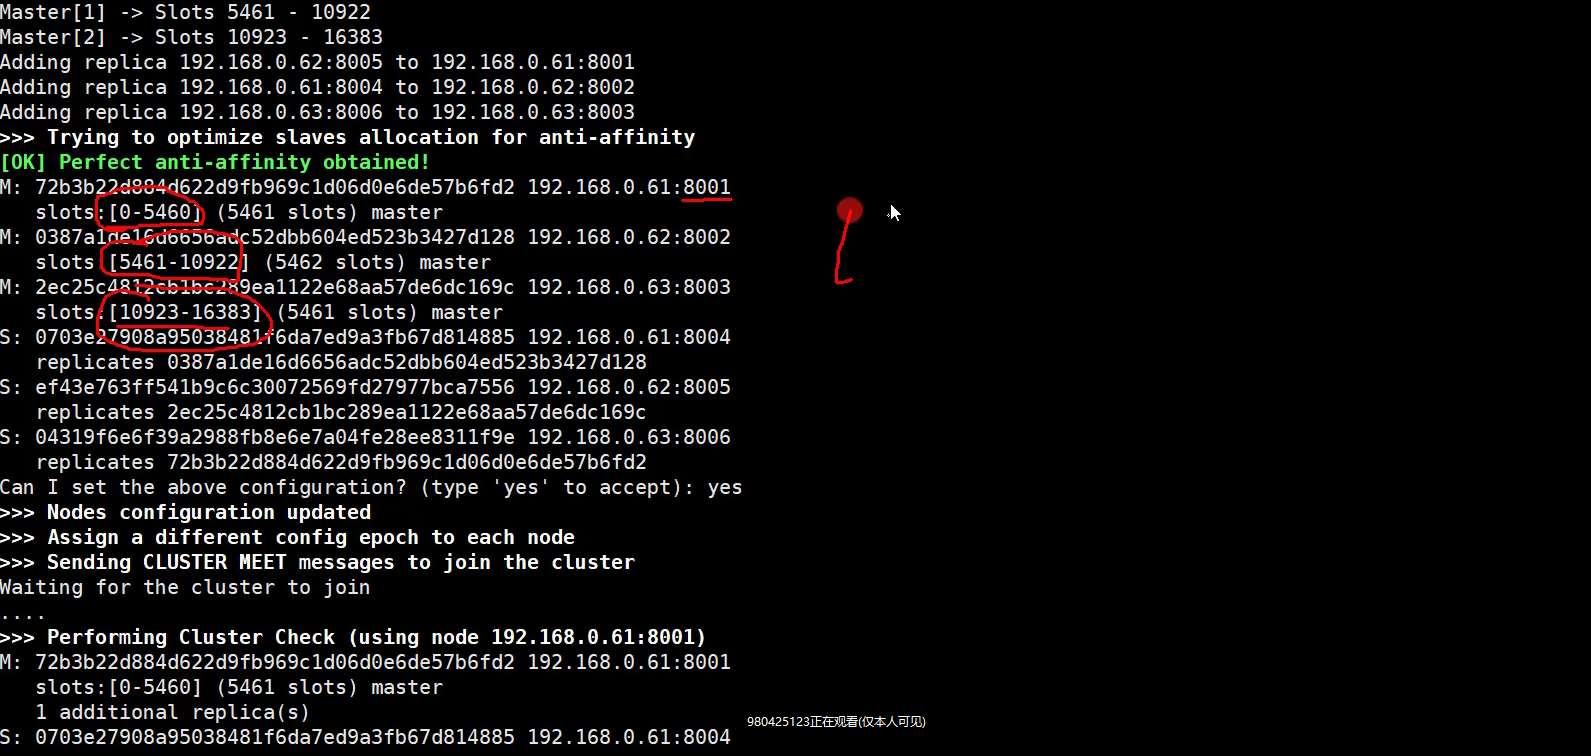 Master[1] -> Slots 5461 - 10922
Master[2] -> Slots 10923 - 16383
Adding replica 192.168.0.62:8005 to 192.168.0.61:8001
Adding replica 192.168.0.61:8004 to 192.168.0.62:8002
Adding replica 192.168.0.63:8006 to 192.168.0.63:8003
>>> Trying to optimize slaves allocation for anti-affinity
[OK] Perfect anti-affinity obtained!
M: 72b3b22d884d622d9fb969c1d06d0e6de57b6fd2 192.168.0.61:8001
   slots:[0-5460] (5461 slots) master
M: 0387a1de16d6656adc52dbb604ed523b3427d128 192.168.0.62:8002
   slots:[5461-10922] (5462 slots) master
M: 2ec25c4812cb1bc289ea1122e68aa57de6dc169c 192.168.0.63:8003
   slots:[10923-16383] (5461 slots) master
S: 0703e27908a95038481f6da7ed9a3fb67d814885 192.168.0.61:8004
   replicates 0387a1de16d6656adc52dbb604ed523b3427d128
S: ef43e763ff541b9c6c30072569fd27977bca7556 192.168.0.62:8005
   replicates 2ec25c4812cb1bc289ea1122e68aa57de6dc169c
S: 04319f6e6f39a2988fb8e6e7a04fe28ee8311f9e 192.168.0.63:8006
   replicates 72b3b22d884d622d9fb969c1d06d0e6de57b6fd2
Can I set the above configuration? (type 'yes' to accept): yes
>>> Nodes configuration updated
>>> Assign a different config epoch to each node
>>> Sending CLUSTER MEET messages to join the cluster
Waiting for the cluster to join
....
>>> Performing Cluster Check (using node 192.168.0.61:8001)
M: 72b3b22d884d622d9fb969c1d06d0e6de57b6fd2 192.168.0.61:8001
   slots:[0-5460] (5461 slots) master
   1 additional replica(s)
980425123正在观看(仅本人可见)
S: 0703e27908a95038481f6da7ed9a3fb67d814885 192.168.0.61:8004